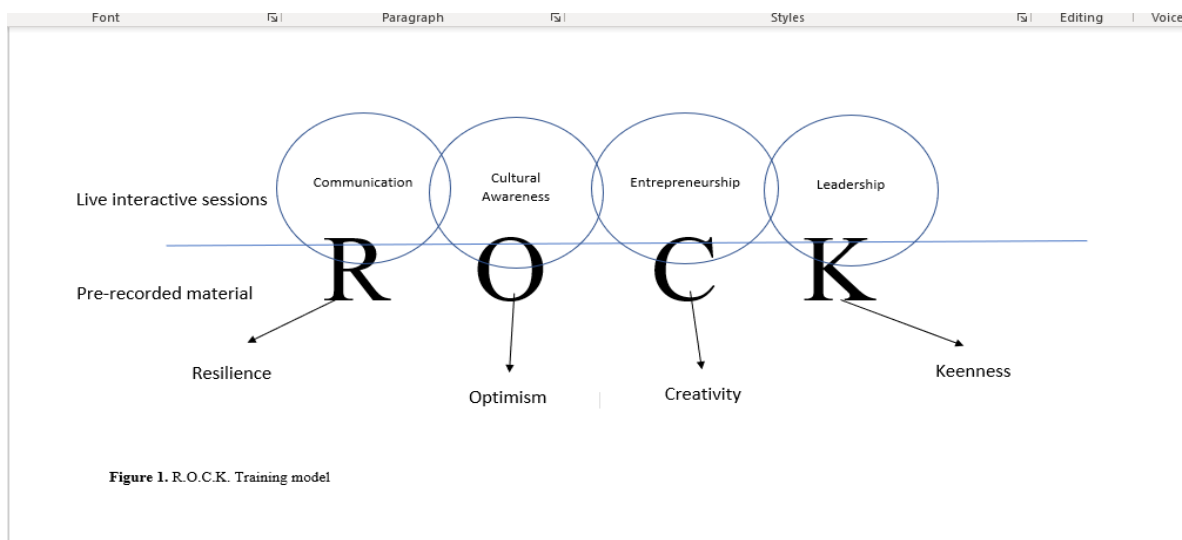 Font Paragraph Styles Editing Voice
Communication
Cultural
Awareness
Entrepreneurship
Leadership
Live interactive sessions
R O C K
Pre-recorded material
Resilience
Optimism
Creativity
Keenness
Figure 1. R.O.C.K. Training model